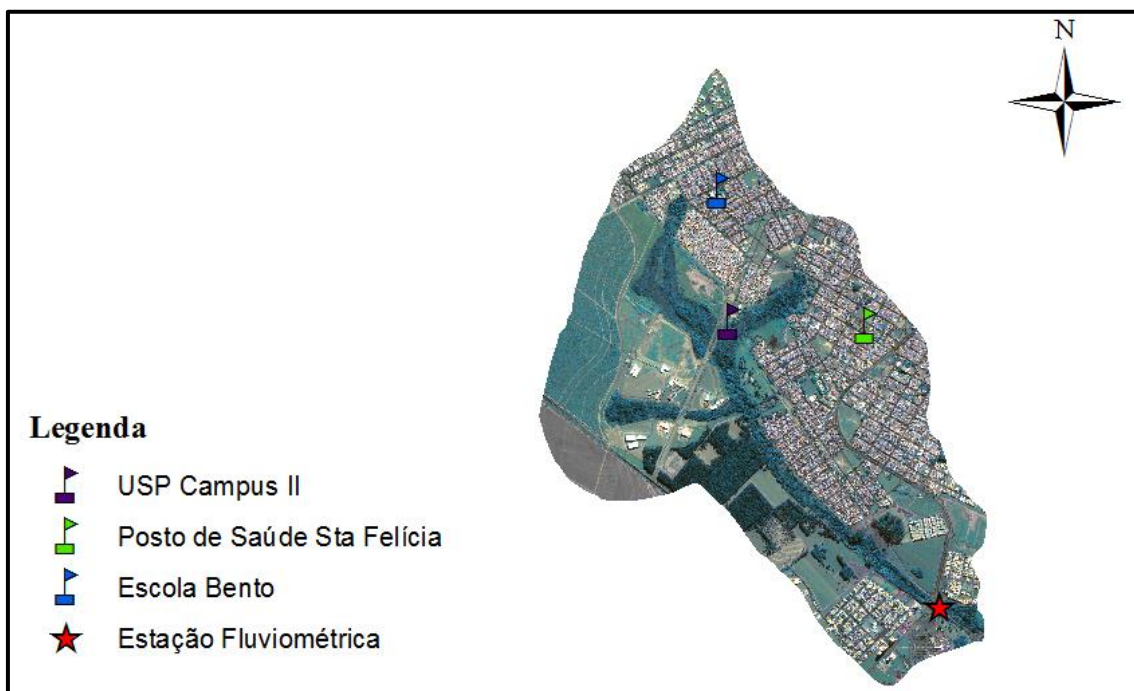 N
Legenda
USP Campus II
Posto de Saúde Sta Felícia
Escola Bento
Estação Fluviométrica